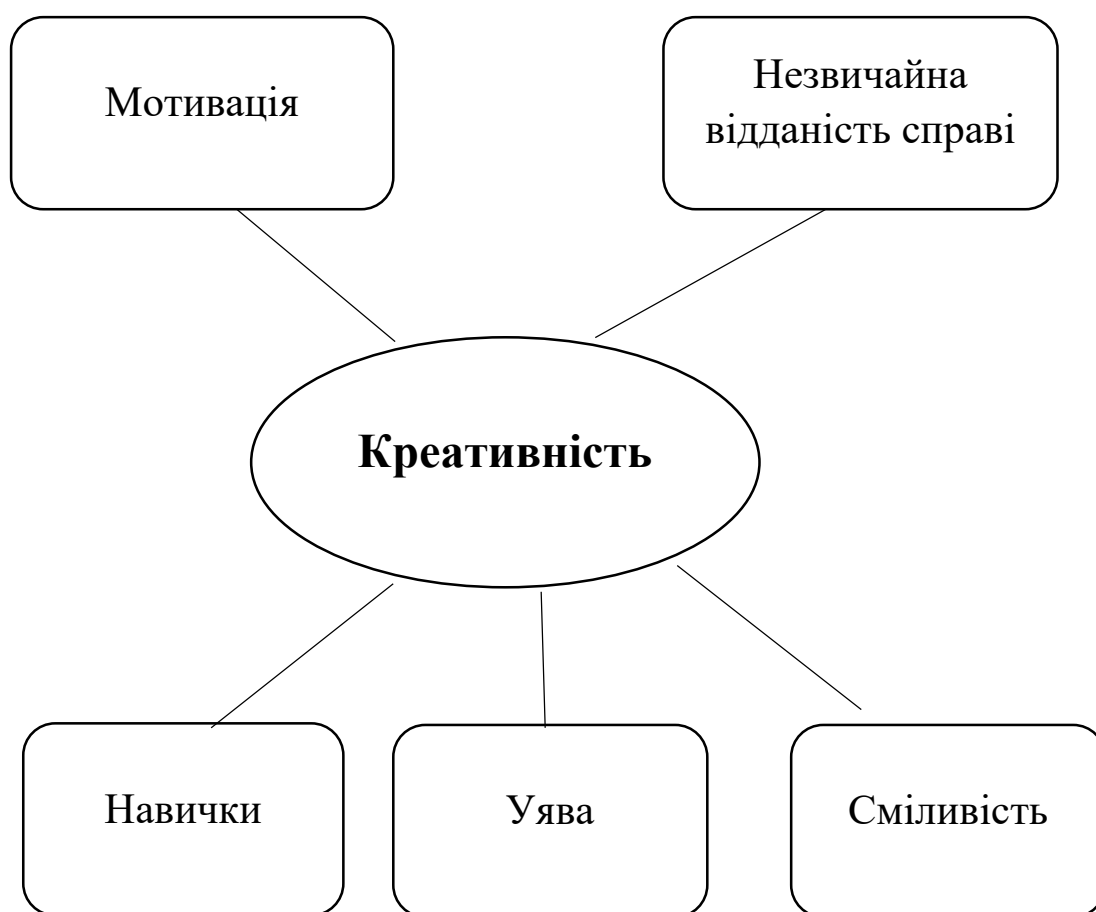 Мотивація
Незвичайна
відданість справі
Креативність
Навички
Уява
Сміливість